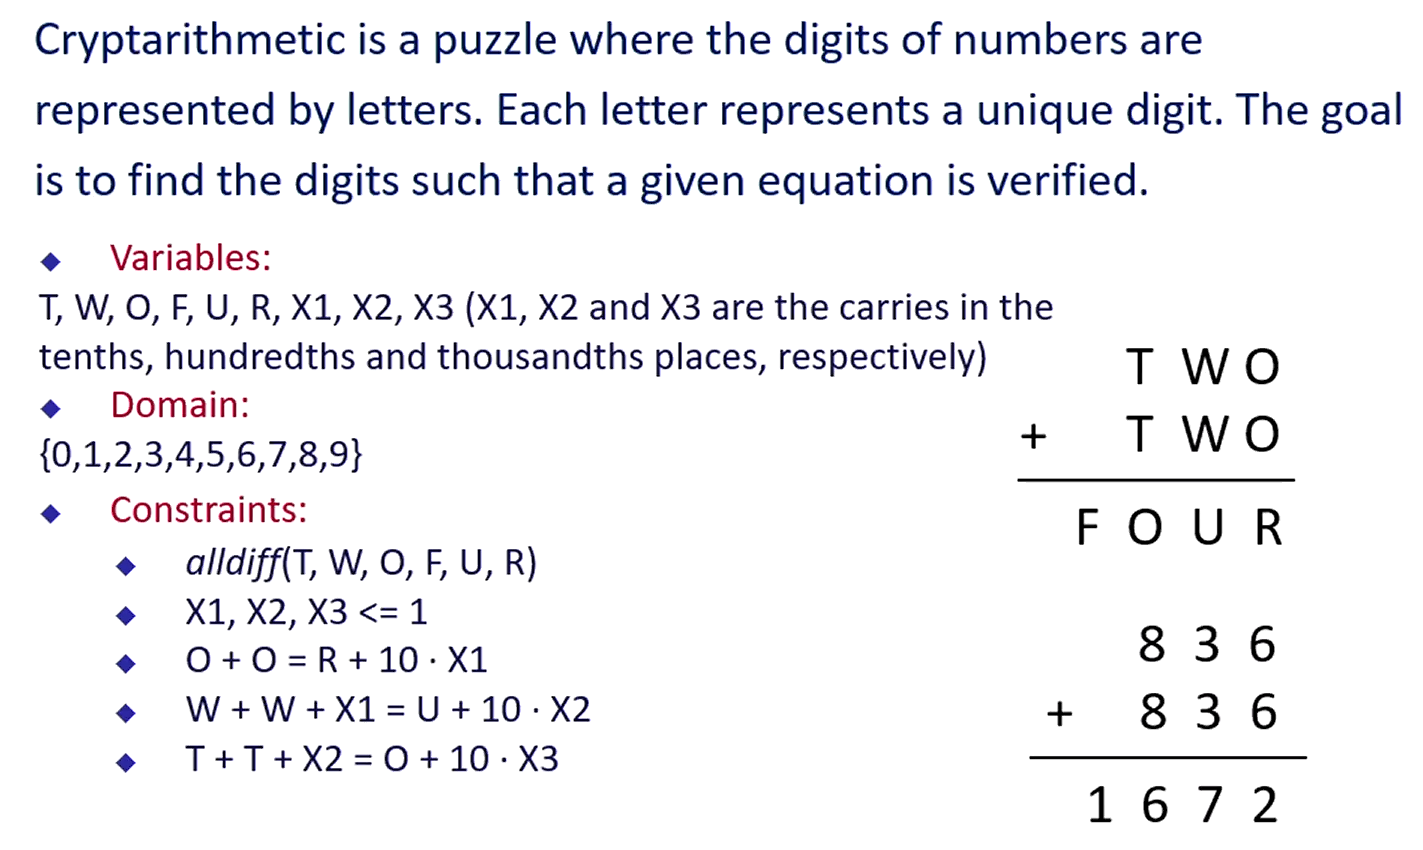 Cryptarithmetic is a puzzle where the digits of numbers are
represented by letters. Each letter represents a unique digit. The goal
is to find the digits such that a given equation is verified.
◆ Variables:
T, W, O, F, U, R, X1, X2, X3 (X1, X2 and X3 are the carries in the
tenths, hundredths and thousandths places, respectively)
◆ Domain:
{0,1,2,3,4,5,6,7,8,9}
◆ Constraints:
◆ alldiff(T, W, O, F, U, R)
◆ X1, X2, X3 <= 1
◆ O + O = R + 10 · X1
◆ W + W + X1 = U + 10 · X2
◆ T + T + X2 = O + 10 · X3
T W O
+ T W O
F O U R
8 3 6
+ 8 3 6
1 6 7 2